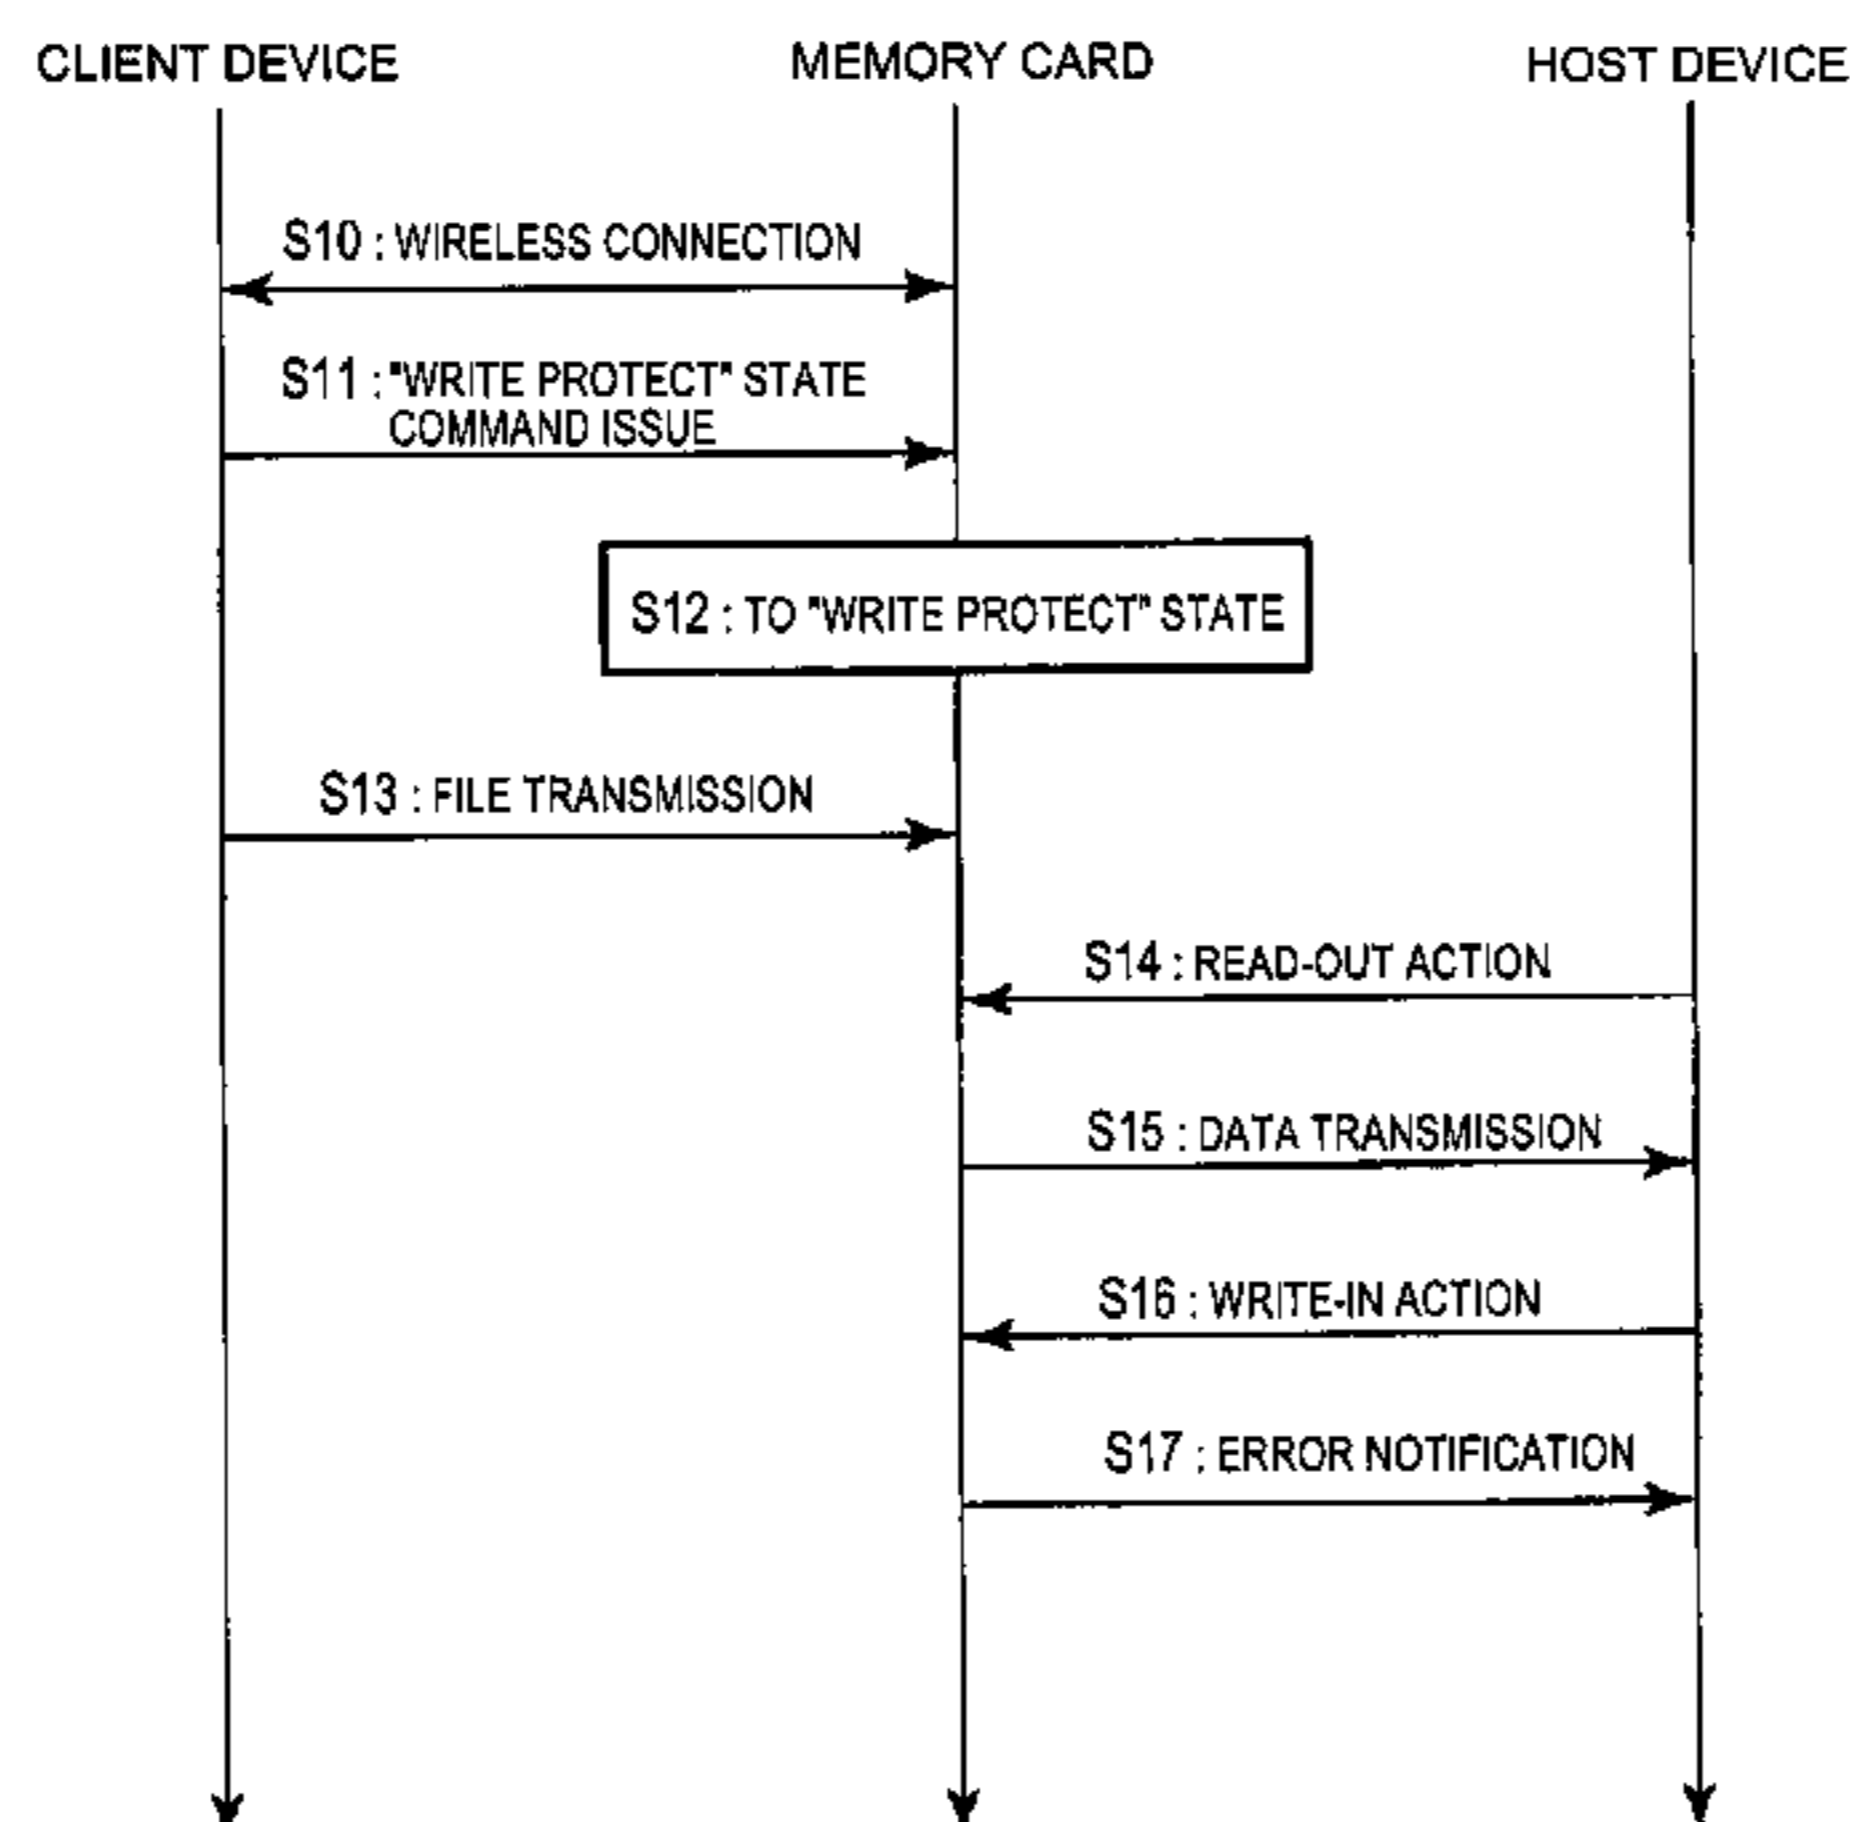 CLIENT DEVICE
MEMORY CARD
HOST DEVICE
S10 : WIRELESS CONNECTION
S11 : "WRITE PROTECT" STATE
COMMAND ISSUE
S12 : TO "WRITE PROTECT" STATE
S13 : FILE TRANSMISSION
S14 : READ-OUT ACTION
S15 : DATA TRANSMISSION
S16 : WRITE-IN ACTION
S17 : ERROR NOTIFICATION